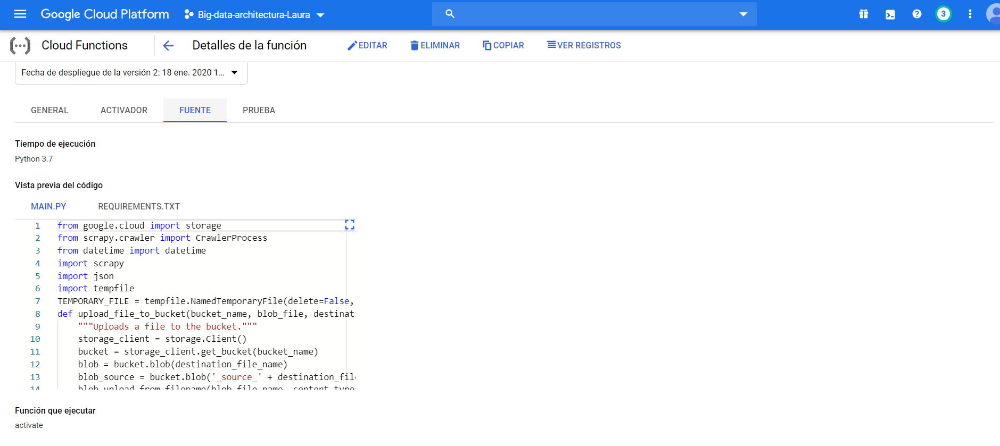 Google Cloud Platform Big-data-architectura-Laura 3
Cloud Functions Detalles de la función EDITAR ELIMINAR COPIAR VER REGISTROS
Fecha de despliegue de la versión 2: 18 ene. 2020 1...
GENERAL ACTIVADOR FUENTE PRUEBA
Tiempo de ejecución
Python 3.7
Vista previa del código
MAIN.PY REQUIREMENTS.TXT
1 from google.cloud import storage
2 from scrapy.crawler import CrawlerProcess
3 from datetime import datetime
4 import scrapy
5 import json
6 import tempfile
7 TEMPORARY_FILE = tempfile.NamedTemporaryFile(delete=False,
8 def upload_file_to_bucket(bucket_name, blob_file, destinat
9 """Uploads a file to the bucket."""
10 storage_client = storage.Client()
11 bucket = storage_client.get_bucket(bucket_name)
12 blob = bucket.blob(destination_file_name)
13 blob_source = bucket.blob('_source_' + destination_fil
14 blob.upload_from_filename(blob_file.name, content_type=
Función que ejecutar
activate